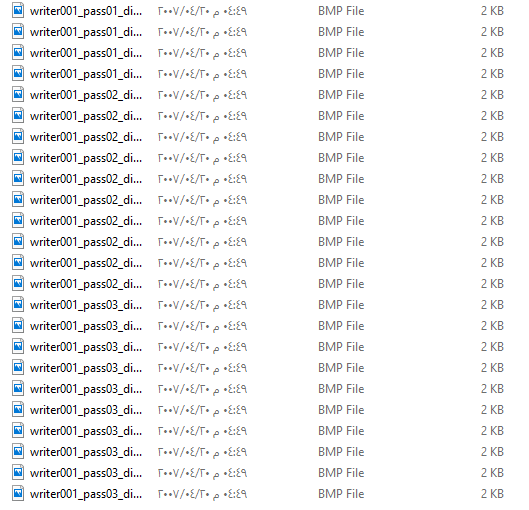 writer001_pass01_di... ٢٠٠٧/٠٤/٢٠ م ٠٤:٤٩ BMP File 2 KB
writer001_pass01_di... ٢٠٠٧/٠٤/٢٠ م ٠٤:٤٩ BMP File 2 KB
writer001_pass01_di... ٢٠٠٧/٠٤/٢٠ م ٠٤:٤٩ BMP File 2 KB
writer001_pass01_di... ٢٠٠٧/٠٤/٢٠ م ٠٤:٤٩ BMP File 2 KB
writer001_pass02_di... ٢٠٠٧/٠٤/٢٠ م ٠٤:٤٩ BMP File 2 KB
writer001_pass02_di... ٢٠٠٧/٠٤/٢٠ م ٠٤:٤٩ BMP File 2 KB
writer001_pass02_di... ٢٠٠٧/٠٤/٢٠ م ٠٤:٤٩ BMP File 2 KB
writer001_pass02_di... ٢٠٠٧/٠٤/٢٠ م ٠٤:٤٩ BMP File 2 KB
writer001_pass02_di... ٢٠٠٧/٠٤/٢٠ م ٠٤:٤٩ BMP File 2 KB
writer001_pass02_di... ٢٠٠٧/٠٤/٢٠ م ٠٤:٤٩ BMP File 2 KB
writer001_pass02_di... ٢٠٠٧/٠٤/٢٠ م ٠٤:٤٩ BMP File 2 KB
writer001_pass02_di... ٢٠٠٧/٠٤/٢٠ م ٠٤:٤٩ BMP File 2 KB
writer001_pass02_di... ٢٠٠٧/٠٤/٢٠ م ٠٤:٤٩ BMP File 2 KB
writer001_pass02_di... ٢٠٠٧/٠٤/٢٠ م ٠٤:٤٩ BMP File 2 KB
writer001_pass03_di... ٢٠٠٧/٠٤/٢٠ م ٠٤:٤٩ BMP File 2 KB
writer001_pass03_di... ٢٠٠٧/٠٤/٢٠ م ٠٤:٤٩ BMP File 2 KB
writer001_pass03_di... ٢٠٠٧/٠٤/٢٠ م ٠٤:٤٩ BMP File 2 KB
writer001_pass03_di... ٢٠٠٧/٠٤/٢٠ م ٠٤:٤٩ BMP File 2 KB
writer001_pass03_di... ٢٠٠٧/٠٤/٢٠ م ٠٤:٤٩ BMP File 2 KB
writer001_pass03_di... ٢٠٠٧/٠٤/٢٠ م ٠٤:٤٩ BMP File 2 KB
writer001_pass03_di... ٢٠٠٧/٠٤/٢٠ م ٠٤:٤٩ BMP File 2 KB
writer001_pass03_di... ٢٠٠٧/٠٤/٢٠ م ٠٤:٤٩ BMP File 2 KB
writer001_pass03_di... ٢٠٠٧/٠٤/٢٠ م ٠٤:٤٩ BMP File 2 KB
writer001_pass03_di... ٢٠٠٧/٠٤/٢٠ م ٠٤:٤٩ BMP File 2 KB